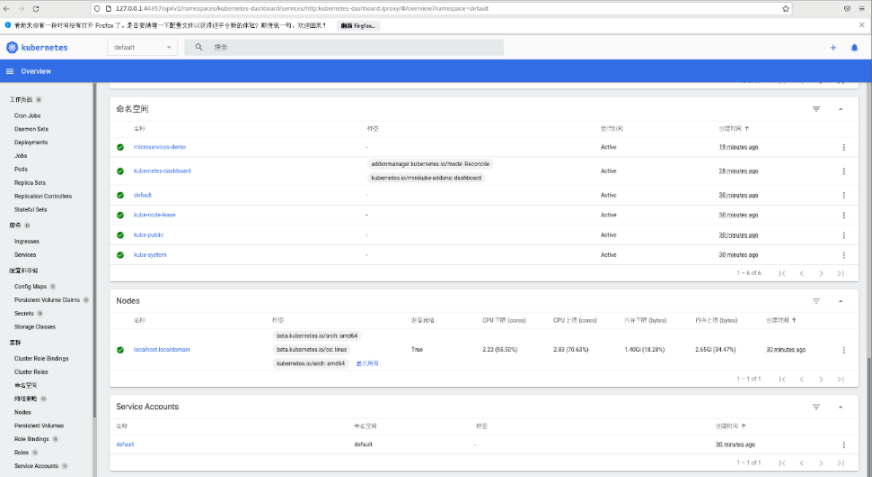 127.0.0.1:44357/api/v1/namespaces/kubernetes-dashboard/services/http:kubernetes-dashboard:/proxy/#/overview?namespace=default
看起来你有一段时间没有打开 Firefox 了。是否要清理一下配置文件以获得近乎全新的体验？顺便说一句，欢迎回来！ 翻新 Firefox...
kubernetes default 搜索
Overview
工作负载 N
Cron Jobs
Daemon Sets
Deployments
Jobs
Pods
Replica Sets
Replication Controllers
Stateful Sets
服务 N
Ingresses
Services
配置和存储
Config Maps N
Persistent Volume Claims N
Secrets N
Storage Classes
集群
Cluster Role Bindings
Cluster Roles
命名空间
网络策略 N
Nodes
Persistent Volumes
Role Bindings N
Roles N
Service Accounts N
命名空间
名称 标签 运行阶段 创建时间
microservices-demo - Active 19 minutes ago
kubernetes-dashboard addonmanager.kubernetes.io/mode: Reconcile Active 28 minutes ago
kubernetes.io/minikube-addons: dashboard
default - Active 30 minutes ago
kube-node-lease - Active 30 minutes ago
kube-public - Active 30 minutes ago
kube-system - Active 30 minutes ago
1 – 6 of 6
Nodes
名称 标签 准备就绪 CPU 下限 (cores) CPU 上限 (cores) 内存下限 (bytes) 内存上限 (bytes) 创建时间
beta.kubernetes.io/arch: amd64
localhost.localdomain beta.kubernetes.io/os: linux True 2.22 (55.50%) 2.83 (70.63%) 1.40Gi (18.28%) 2.65Gi (34.47%) 30 minutes ago
kubernetes.io/arch: amd64 显示所有
1 – 1 of 1
Service Accounts
名称 命名空间 标签 创建时间
default default - 30 minutes ago
1 – 1 of 1